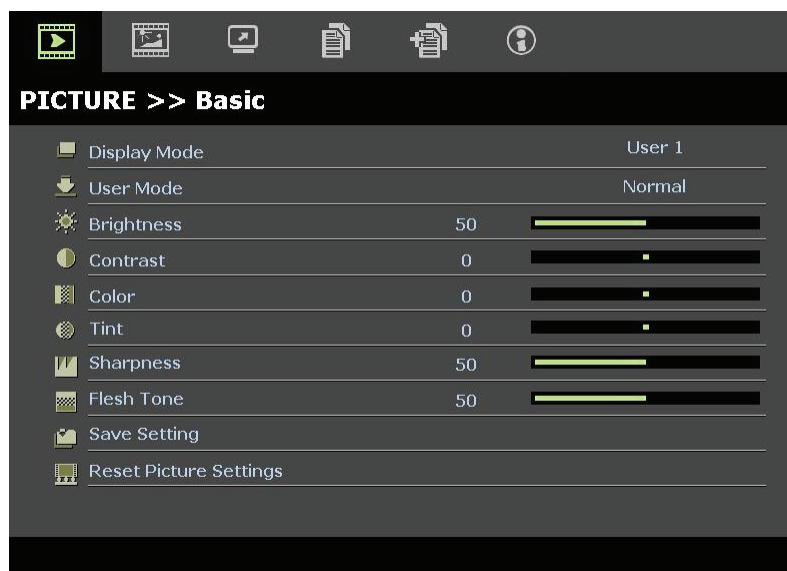 PICTURE >> Basic
Display Mode User 1
User Mode Normal
Brightness 50
Contrast 0
Color 0
Tint 0
Sharpness 50
Flesh Tone 50
Save Setting
Reset Picture Settings